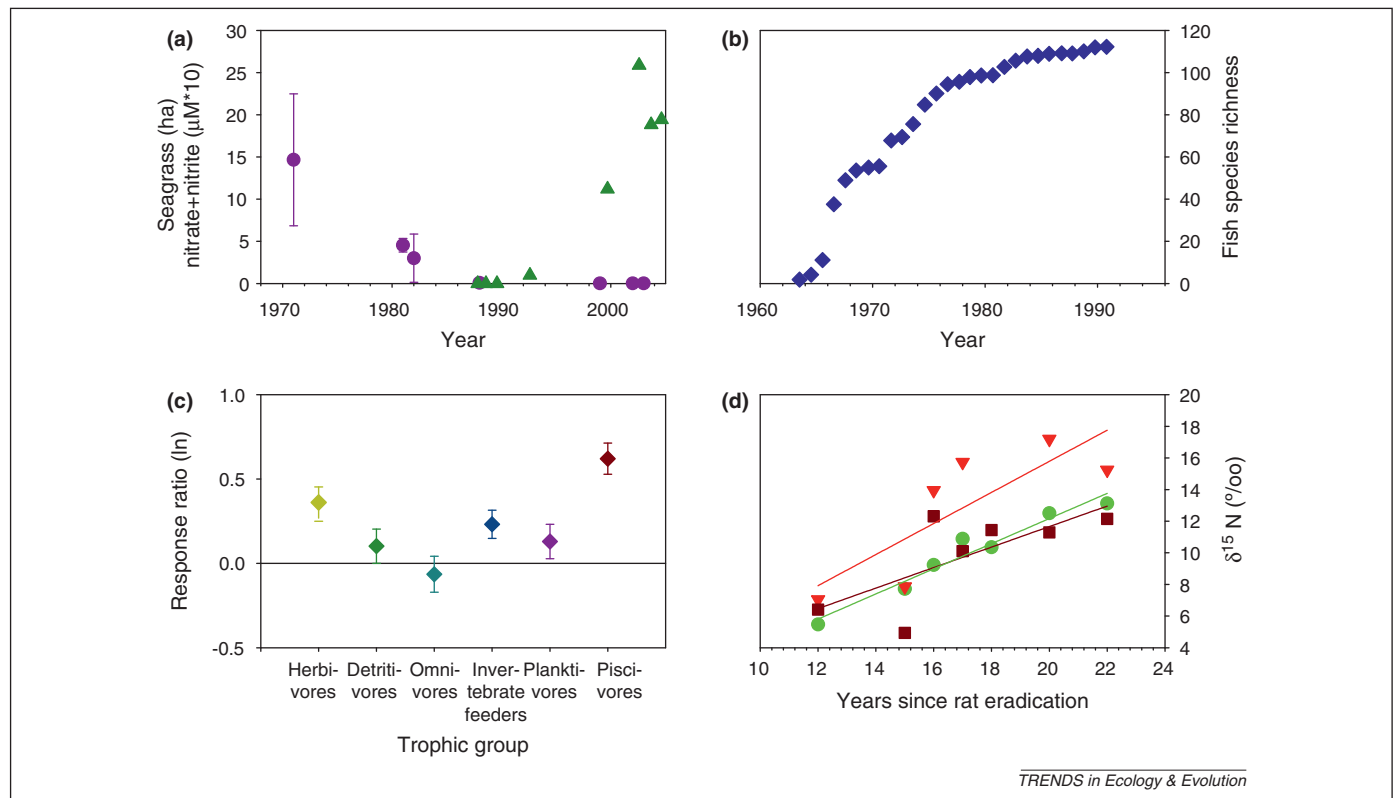 (a)
30
25
20
15
10
5
0
Seagrass (ha)
nitrate+nitrite (μM*10)
1970
1980
1990
2000
Year
(b)
120
100
80
60
40
20
0
Fish species richness
1960
1970
1980
1990
Year
(c)
1.0
0.5
0.0
-0.5
Response ratio (ln)
Herbi- Detriti- Omni- Inver- Plankti- Pisci-
vores vores vores tebrate vores vores
feeders
Trophic group
(d)
20
18
16
14
12
10
8
6
4
δ15 N (º/oo)
10
12
14
16
18
20
22
24
Years since rat eradication
TRENDS in Ecology & Evolution